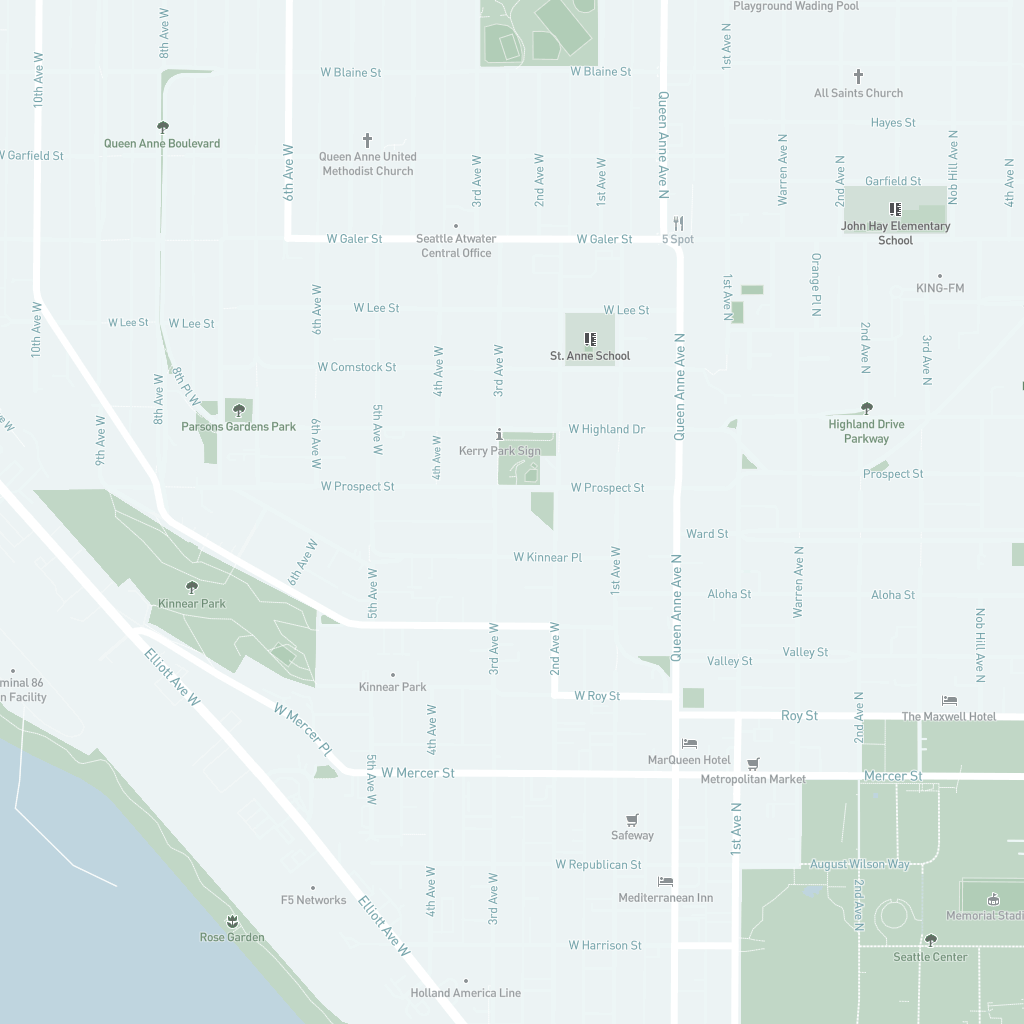 Playground Wading Pool
8th Ave W
1st Ave N
10th Ave W
W Blaine St
W Blaine St
All Saints Church
Queen Anne Ave N
Hayes St
Queen Anne Boulevard
W Garfield St
Queen Anne United
Methodist Church
6th Ave W
3rd Ave W
2nd Ave W
1st Ave W
Warren Ave N
2nd Ave N
Garfield St
Nob Hill Ave N
4th Ave N
John Hay Elementary
School
W Galer St
Seattle Atwater
Central Office
W Galer St
5 Spot
Orange Pl N
KING-FM
1st Ave N
10th Ave W
W Lee St
W Lee St
6th Ave W
W Lee St
W Lee St
St. Anne School
Queen Anne Ave N
2nd Ave N
3rd Ave N
W Comstock St
4th Ave W
3rd Ave W
8th Pl W
8th Ave W
Parsons Gardens Park
9th Ave W
6th Ave W
5th Ave W
4th Ave W
Kerry Park Sign
W Highland Dr
Highland Drive
Parkway
W Prospect St
W Prospect St
Prospect St
Ward St
6th Ave W
W Kinnear Pl
1st Ave W
Queen Anne Ave N
Warren Ave N
Kinnear Park
5th Ave W
Aloha St
Aloha St
Nob Hill Ave N
Elliott Ave W
3rd Ave W
2nd Ave W
Valley St
Valley St
minal 86
n Facility
Kinnear Park
W Roy St
Roy St
2nd Ave N
The Maxwell Hotel
W Mercer Pl
4th Ave W
MarQueen Hotel
5th Ave W
W Mercer St
Metropolitan Market
Mercer St
Safeway
1st Ave N
W Republican St
August Wilson Way
4th Ave W
3rd Ave W
Mediterranean Inn
2nd Ave N
F5 Networks
Memorial Stadi
Elliott Ave W
Rose Garden
W Harrison St
Seattle Center
Holland America Line